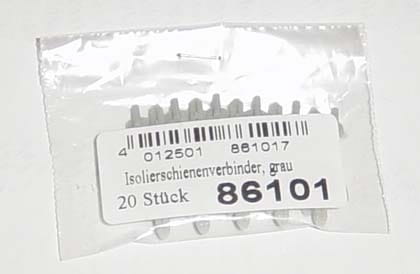 4 012501 861017
Isolierschienenverbinder, grau
20 Stück 86101